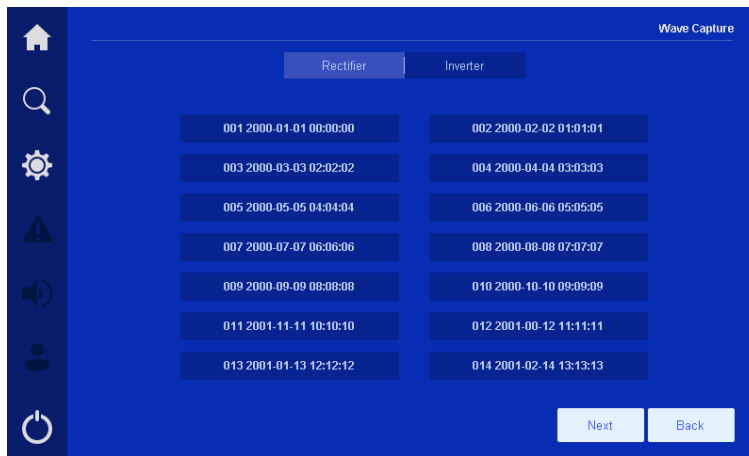 Wave Capture
Rectifier Inverter
001 2000-01-01 00:00:00 002 2000-02-02 01:01:01
003 2000-03-03 02:02:02 004 2000-04-04 03:03:03
005 2000-05-05 04:04:04 006 2000-06-06 05:05:05
007 2000-07-07 06:06:06 008 2000-08-08 07:07:07
009 2000-09-09 08:08:08 010 2000-10-10 09:09:09
011 2001-11-11 10:10:10 012 2001-00-12 11:11:11
013 2001-01-13 12:12:12 014 2001-02-14 13:13:13
Next Back